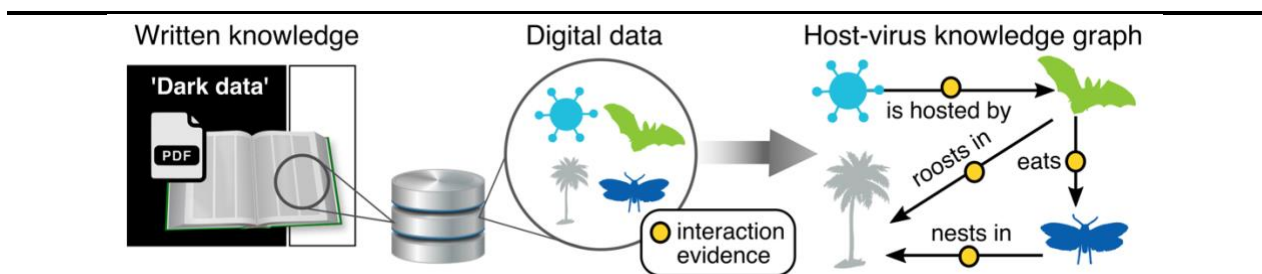 Written knowledge
'Dark data'
PDF
Digital data
interaction
evidence
Host-virus knowledge graph
is hosted by
roosts in
eats
nests in